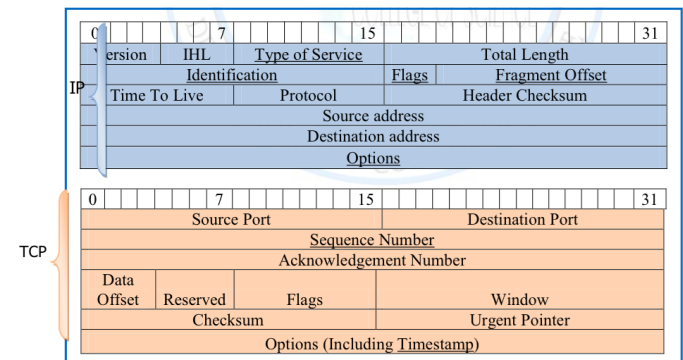 0 7 15 31
Version IHL Type of Service Total Length
Identification Flags Fragment Offset
IP
Time To Live Protocol Header Checksum
Source address
Destination address
Options
0 7 15 31
Source Port Destination Port
Sequence Number
TCP
Acknowledgement Number
Data
Offset Reserved Flags Window
Checksum Urgent Pointer
Options (Including Timestamp)